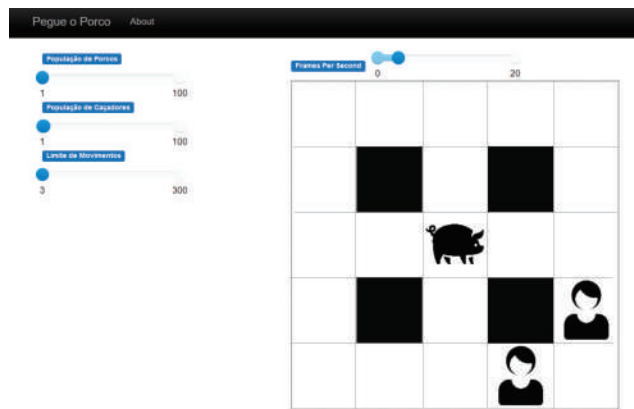 Pegue o Porco About
População de Porcos
1 100
População de Caçadores
1 100
Limite de Movimentos
3 300
Frames Per Second
0 20